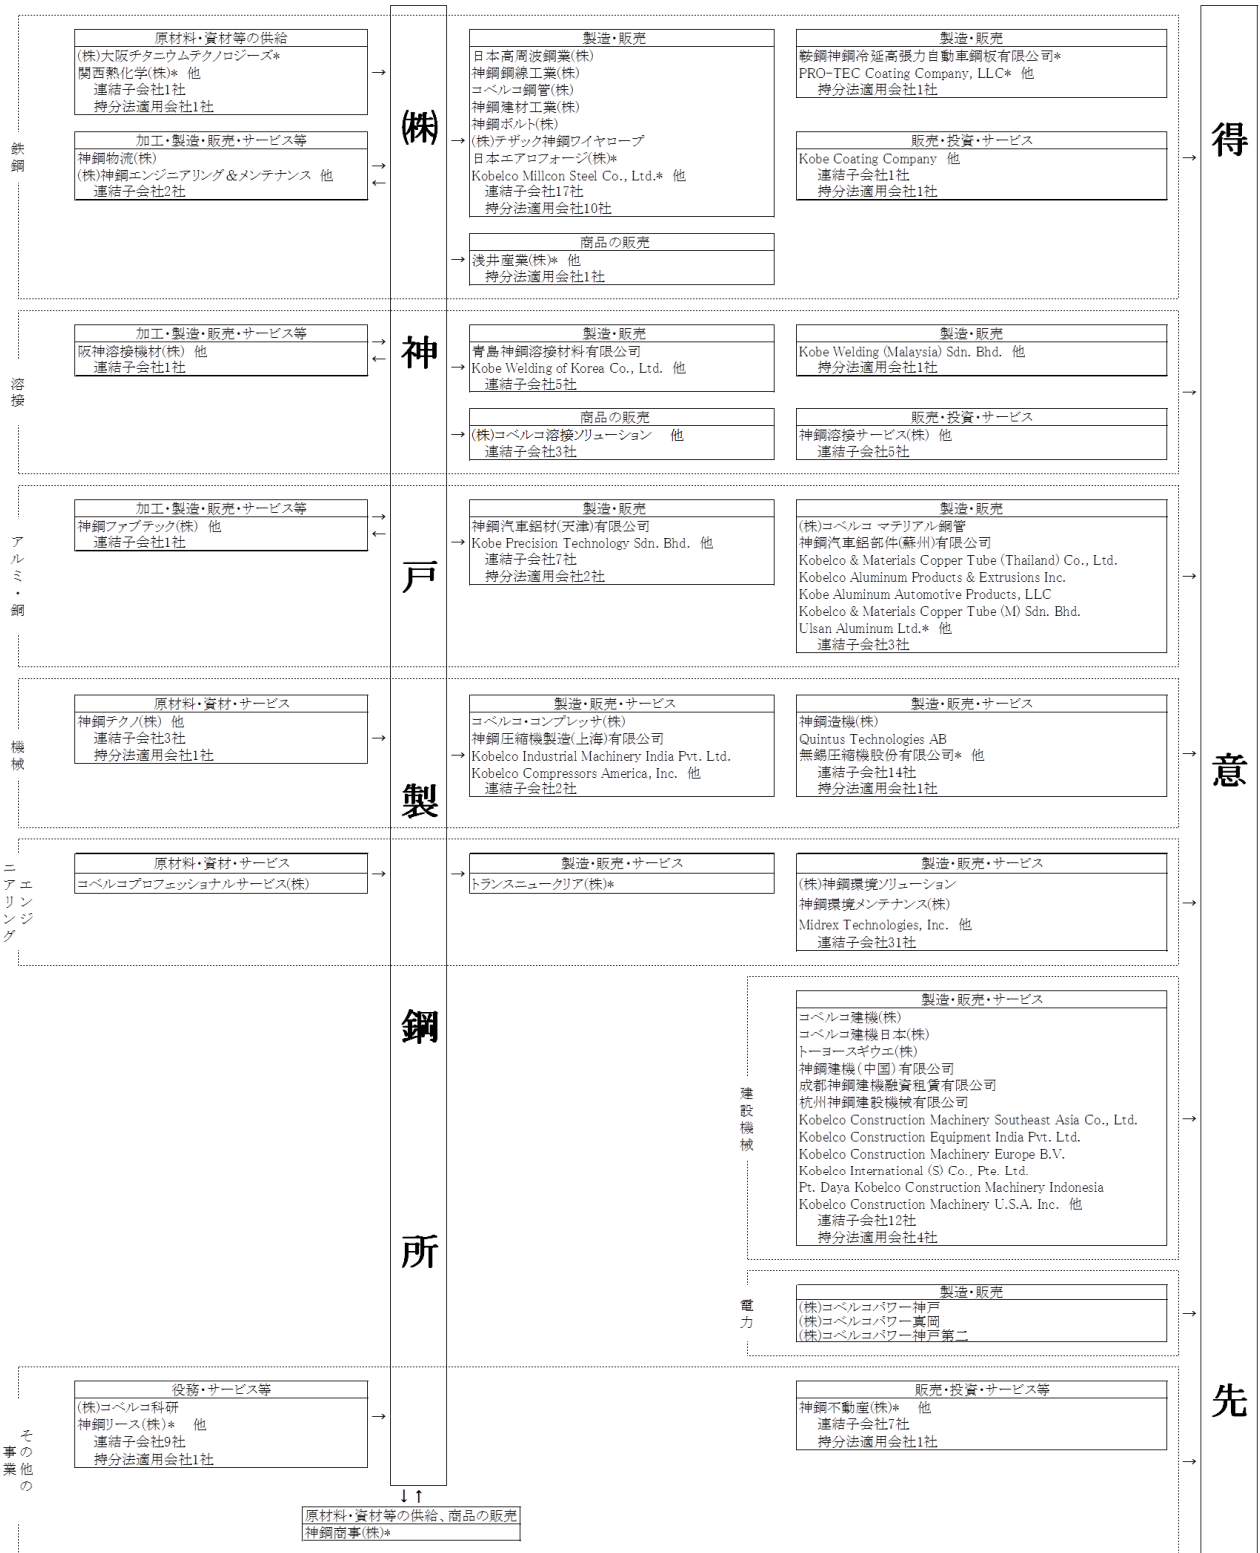 鉄鋼
原材料・資材等の供給
(株)大阪チタニウムテクノロジーズ*
関西熱化学(株)* 他
連結子会社1社
持分法適用会社1社
→
加工・製造・販売・サービス等
神鋼物流(株)
(株)神鋼エンジニアリング&メンテナンス 他
連結子会社2社
→
←
㈱神戸製鋼所
製造・販売
日本高周波鋼業(株)
神鋼鋼線工業(株)
コベルコ鋼管(株)
神鋼建材工業(株)
神鋼ボルト(株)
→ (株)テザック神鋼ワイヤロープ
日本エアロフォージ(株)*
Kobelco Millcon Steel Co., Ltd.* 他
連結子会社17社
持分法適用会社10社
商品の販売
→ 浅井産業(株)* 他
持分法適用会社1社
製造・販売
鞍鋼神鋼冷延高張力自動車鋼板有限公司*
PRO-TEC Coating Company, LLC* 他
持分法適用会社1社
販売・投資・サービス
Kobe Coating Company 他
連結子会社1社
持分法適用会社1社
→
得意先
溶接
加工・製造・販売・サービス等
阪神溶接機材(株) 他
連結子会社1社
→
←
製造・販売
青島神鋼溶接材料有限公司
→ Kobe Welding of Korea Co., Ltd. 他
連結子会社5社
商品の販売
→ (株)コベルコ溶接ソリューション 他
連結子会社3社
製造・販売
Kobe Welding (Malaysia) Sdn. Bhd. 他
持分法適用会社1社
販売・投資・サービス
神鋼溶接サービス(株) 他
連結子会社5社
→
アルミ・銅
加工・製造・販売・サービス等
神鋼ファブテック(株) 他
連結子会社1社
→
←
製造・販売
神鋼汽車鋁材(天津)有限公司
→ Kobe Precision Technology Sdn. Bhd. 他
連結子会社7社
持分法適用会社2社
製造・販売
(株)コベルコ マテリアル銅管
神鋼汽車鋁部件(蘇州)有限公司
Kobelco & Materials Copper Tube (Thailand) Co., Ltd.
Kobelco Aluminum Products & Extrusions Inc.
Kobe Aluminum Automotive Products, LLC
Kobelco & Materials Copper Tube (M) Sdn. Bhd.
Ulsan Aluminum Ltd.* 他
連結子会社3社
→
機械
原材料・資材・サービス
神鋼テクノ(株) 他
連結子会社3社
持分法適用会社1社
→
製造・販売・サービス
コベルコ・コンプレッサ(株)
神鋼圧縮機製造(上海)有限公司
→ Kobelco Industrial Machinery India Pvt. Ltd.
Kobelco Compressors America, Inc. 他
連結子会社2社
製造・販売・サービス
神鋼造機(株)
Quintus Technologies AB
無錫圧縮機股份有限公司* 他
連結子会社14社
持分法適用会社1社
→
エンジニアリング
原材料・資材・サービス
コベルコプロフェッショナルサービス(株)
→
製造・販売・サービス
→ トランスニュークリア(株)*
製造・販売・サービス
(株)神鋼環境ソリューション
神鋼環境メンテナンス(株)
Midrex Technologies, Inc. 他
連結子会社31社
→
建設機械
製造・販売・サービス
コベルコ建機(株)
コベルコ建機日本(株)
トーヨースギウエ(株)
神鋼建機(中国)有限公司
成都神鋼建機融資租賃有限公司
杭州神鋼建設機械有限公司
Kobelco Construction Machinery Southeast Asia Co., Ltd.
Kobelco Construction Equipment India Pvt. Ltd.
Kobelco Construction Machinery Europe B.V.
Kobelco International (S) Co., Pte. Ltd.
Pt. Daya Kobelco Construction Machinery Indonesia
Kobelco Construction Machinery U.S.A. Inc. 他
連結子会社12社
持分法適用会社4社
→
電力
製造・販売
(株)コベルコパワー神戸
(株)コベルコパワー真岡
(株)コベルコパワー神戸第二
→
その他の事業
役務・サービス等
(株)コベルコ科研
神鋼リース(株)* 他
連結子会社9社
持分法適用会社1社
→
販売・投資・サービス等
神鋼不動産(株)* 他
連結子会社7社
持分法適用会社1社
→
↓↑
原材料・資材等の供給、商品の販売
神鋼商事(株)*